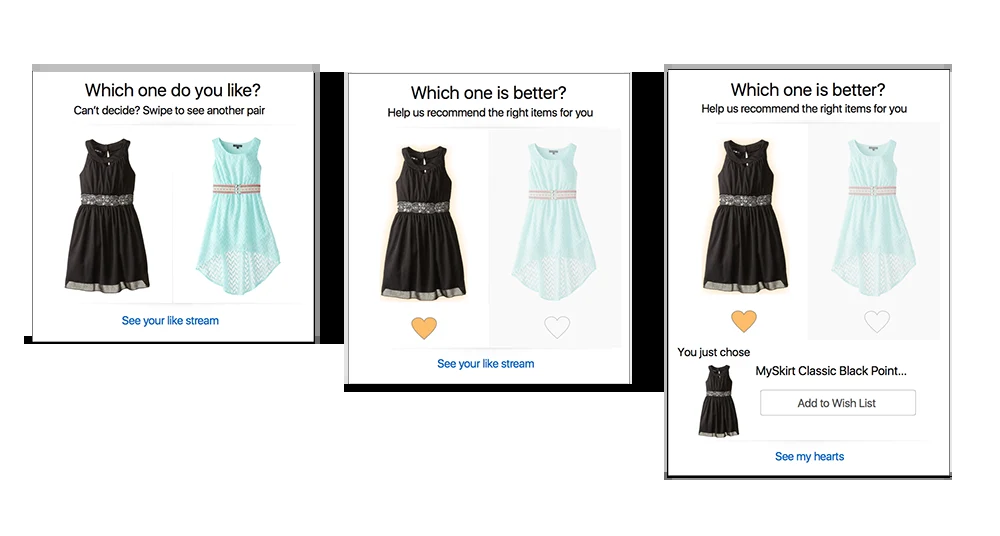 Which one do you like?
Can't decide? Swipe to see another pair
See your like stream
Which one is better?
Help us recommend the right items for you
See your like stream
Which one is better?
Help us recommend the right items for you
You just chose
MySkirt Classic Black Point...
Add to Wish List
See my hearts